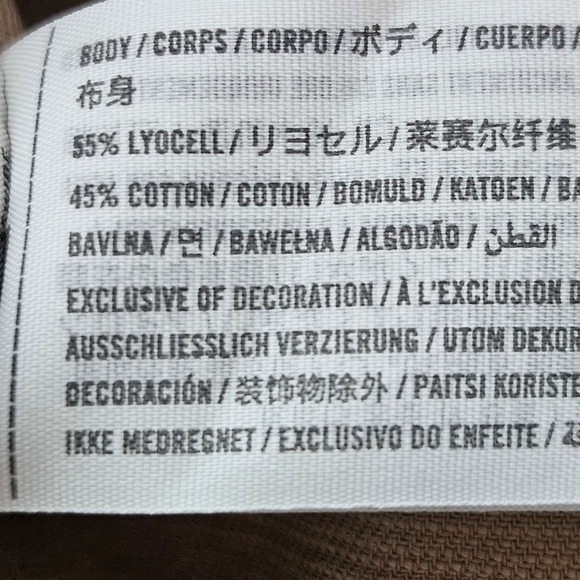 BODY / CORPS / CORPO / ボディ / CUERPO /
布身
55% LYOCELL / リヨセル / 莱赛尔纤维
45% COTTON / COTON / BOMULD / KATOEN / BA
BAVLNA / 면 / BAWEŁNA / ALGODÃO / القطن
EXCLUSIVE OF DECORATION / À L'EXCLUSION D
AUSSCHLIESSLICH VERZIERUNG / UTOM DEKOR
DECORACIÓN / 装饰物除外 / PAITSI KORISTE
IKKE MEDREGNET / EXCLUSIVO DO ENFEITE /